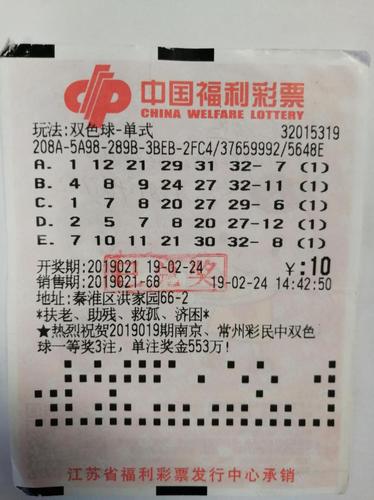 中国福利彩票
CHINA WELFARE LOTTERY
玩法:双色球-单式 32015319
208A-5A98-289B-3BEB-2FC4/37659992/5648E
A. 1 12 21 29 31 32- 7 (1)
B. 4 8 9 24 27 32-11 (1)
C. 1 5 7 8 20 30- 8 (1)
D. 2 5 7 8 20 27-12 (1)
E. 7 10 11 21 30 32- 8 (1)
开奖期:2019021 19-02-24 ¥:10
销售期:2019021-68 19-02-24 14:42:50
地址:秦淮区洪家园66-2
*扶老、助残、救孤、济困*
★热烈祝贺2019019期南京、常州彩民中双色
球一等奖3注，单注奖金553万！
江苏省福利彩票发行中心承销